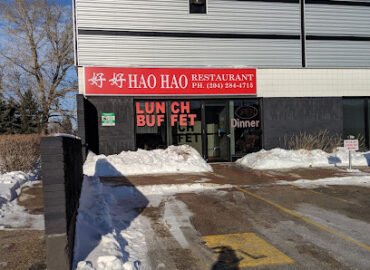 好好 HAO HAO RESTAURANT
PH. (204) 284-4715
LUNCH
BUFFET
Dinner